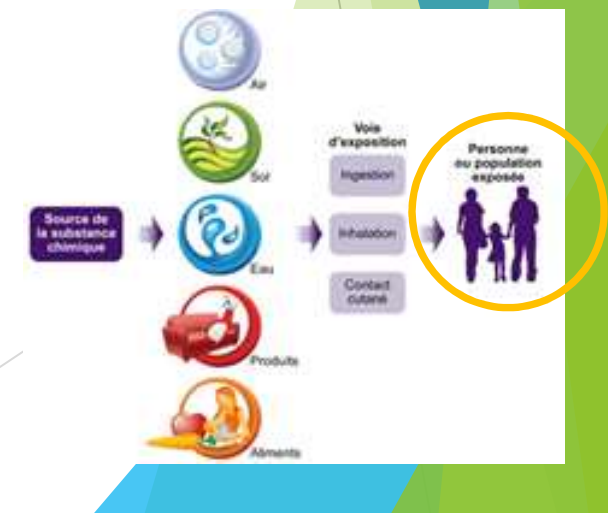 Air
Sol
Source de
la substance
chimique
Eau
Produits
Aliments
Voie
d'exposition
Ingestion
Inhalation
Contact
cutané
Personne
ou population
exposée